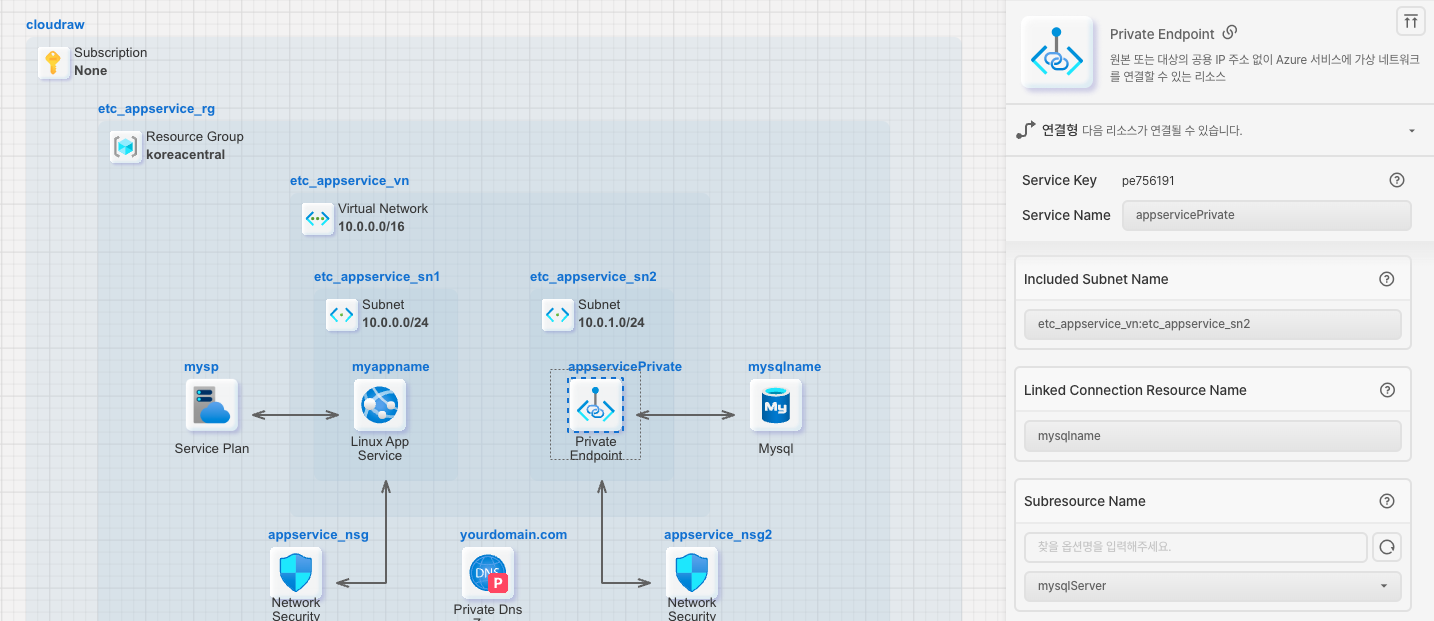 cloudraw
Subscription
None
etc_appservice_rg
Resource Group
koreacentral
etc_appservice_vn
Virtual Network
10.0.0.0/16
etc_appservice_sn1
Subnet
10.0.0.0/24
etc_appservice_sn2
Subnet
10.0.1.0/24
mysp
Service Plan
myappname
Linux App
Service
appservicePrivate
Private
Endpoint
mysqlname
My
Mysql
appservice_nsg
Network
Security
yourdomain.com
DNS
P
Private Dns
appservice_nsg2
Network
Security
Private Endpoint
원본 또는 대상의 공용 IP 주소 없이 Azure 서비스에 가상 네트워크
를 연결할 수 있는 리소스
연결형 다음 리소스가 연결될 수 있습니다.
Service Key pe756191
Service Name appservicePrivate
Included Subnet Name
etc_appservice_vn:etc_appservice_sn2
Linked Connection Resource Name
mysqlname
Subresource Name
찾을 옵션명을 입력해주세요.
mysqlServer